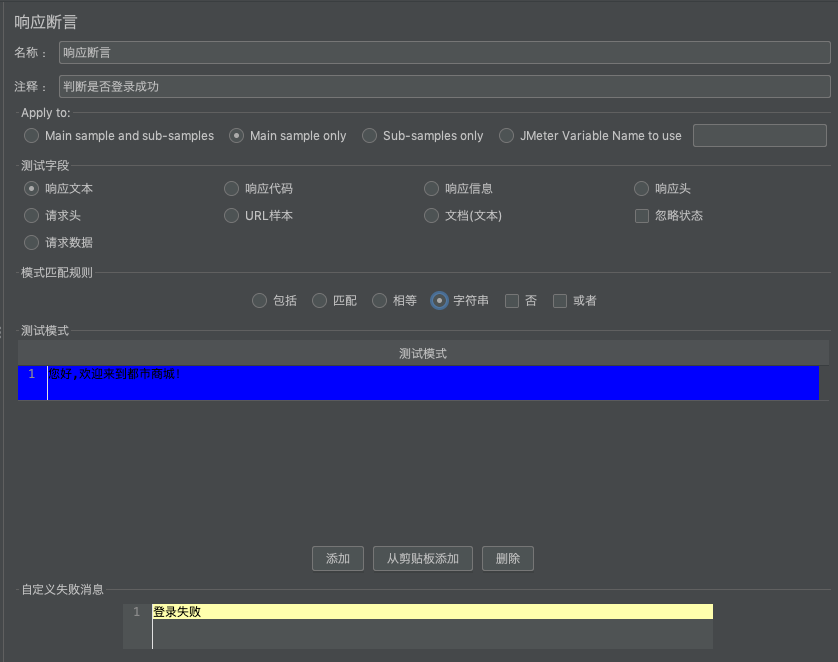 响应断言
名称： 响应断言
注释： 判断是否登录成功
Apply to:
Main sample and sub-samples Main sample only Sub-samples only JMeter Variable Name to use
测试字段
响应文本 响应代码 响应信息 响应头
请求头 URL样本 文档(文本) 忽略状态
请求数据
模式匹配规则
包括 匹配 相等 字符串 否 或者
测试模式
测试模式
1 您好,欢迎来到都市商城!
添加 从剪贴板添加 删除
自定义失败消息
1 登录失败